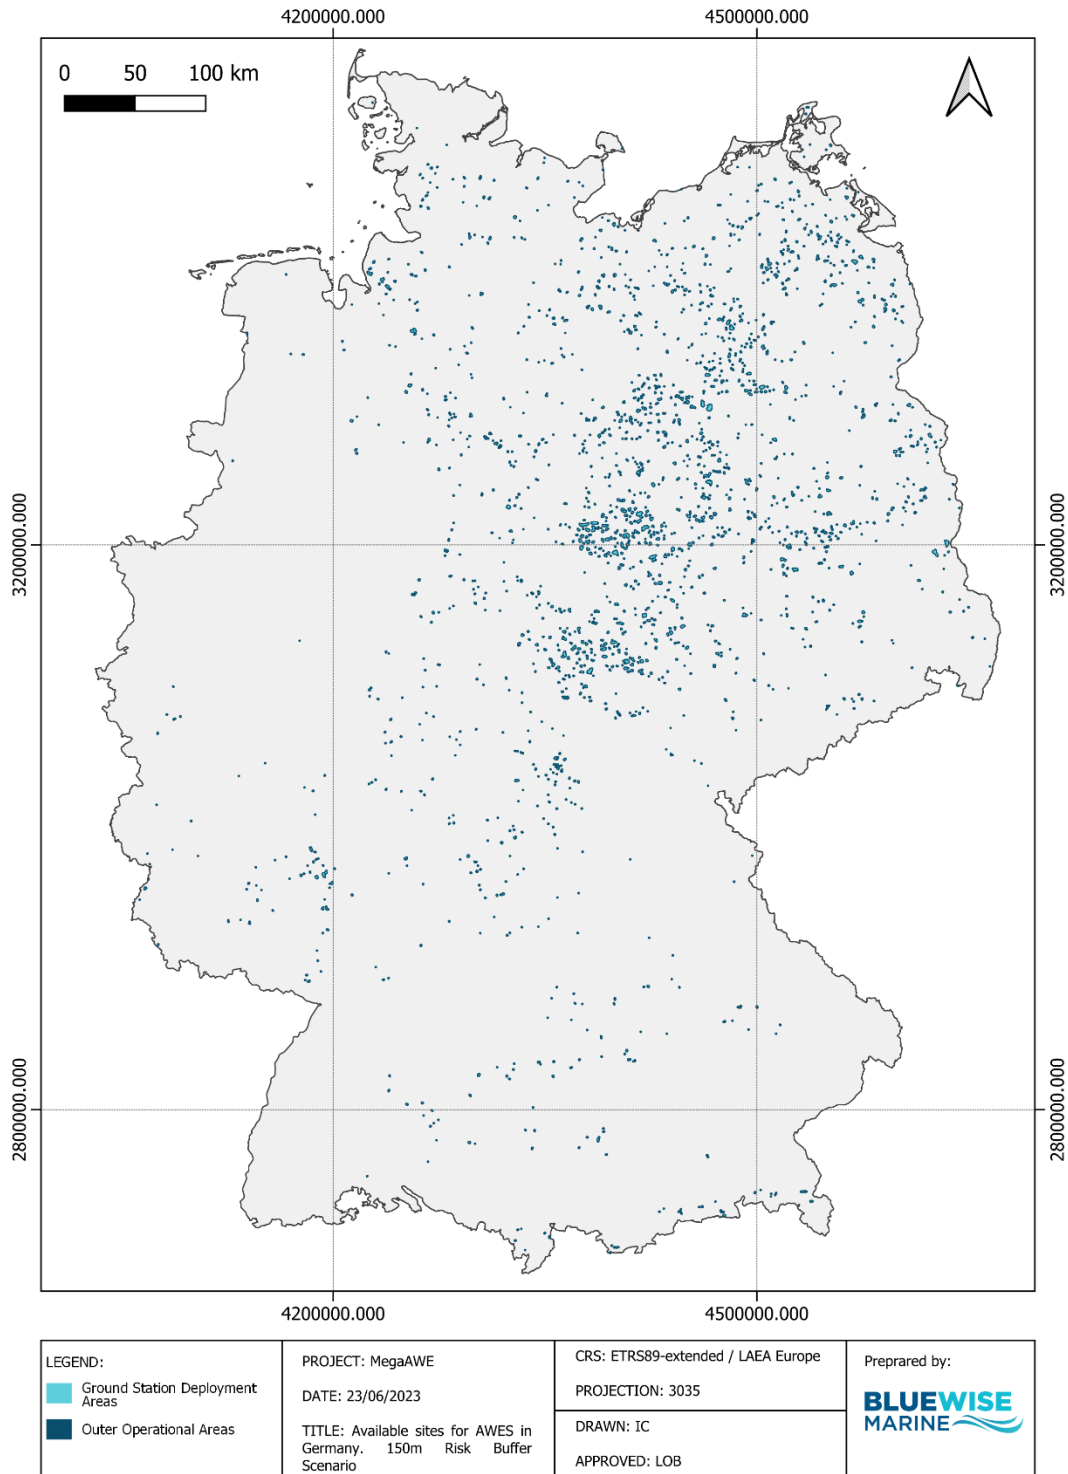 4200000.000 4500000.000
0 50 100 km
3200000.000 3200000.000
2800000.000 2800000.000
4200000.000 4500000.000
LEGEND:
Ground Station Deployment
Areas
Outer Operational Areas
PROJECT: MegaAWE
DATE: 23/06/2023
TITLE: Available sites for AWES in
Germany. 150m Risk Buffer
Scenario
CRS: ETRS89-extended / LAEA Europe
PROJECTION: 3035
DRAWN: IC
APPROVED: LOB
Preprared by:
BLUEWISE
MARINE